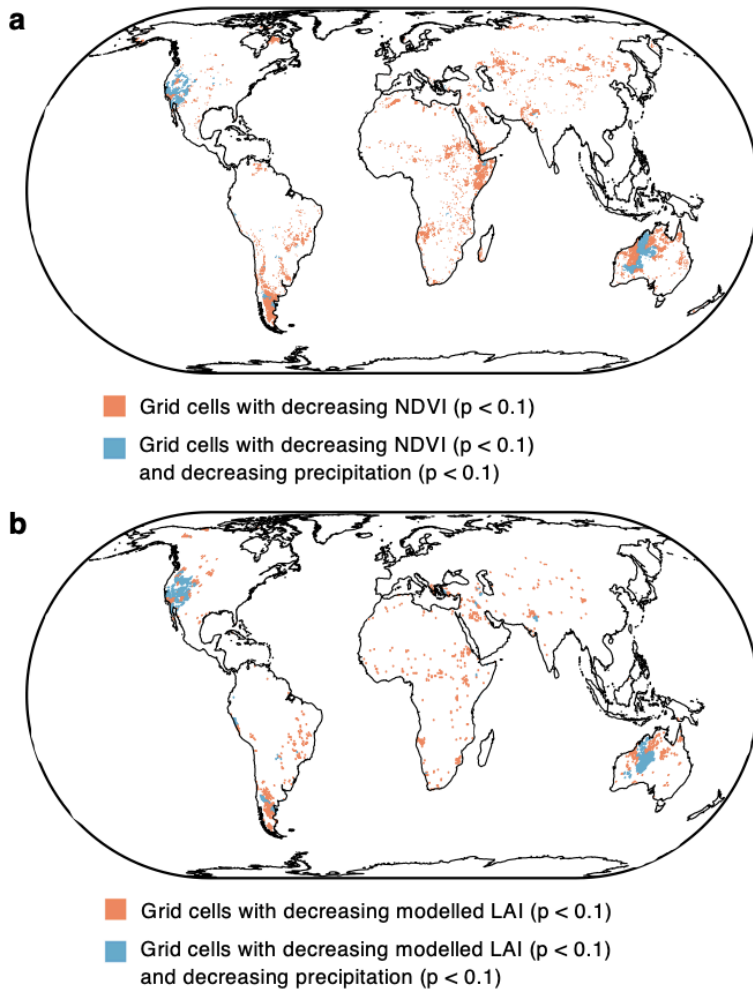 a
Grid cells with decreasing NDVI (p < 0.1)
Grid cells with decreasing NDVI (p < 0.1)
and decreasing precipitation (p < 0.1)
b
Grid cells with decreasing modelled LAI (p < 0.1)
Grid cells with decreasing modelled LAI (p < 0.1)
and decreasing precipitation (p < 0.1)